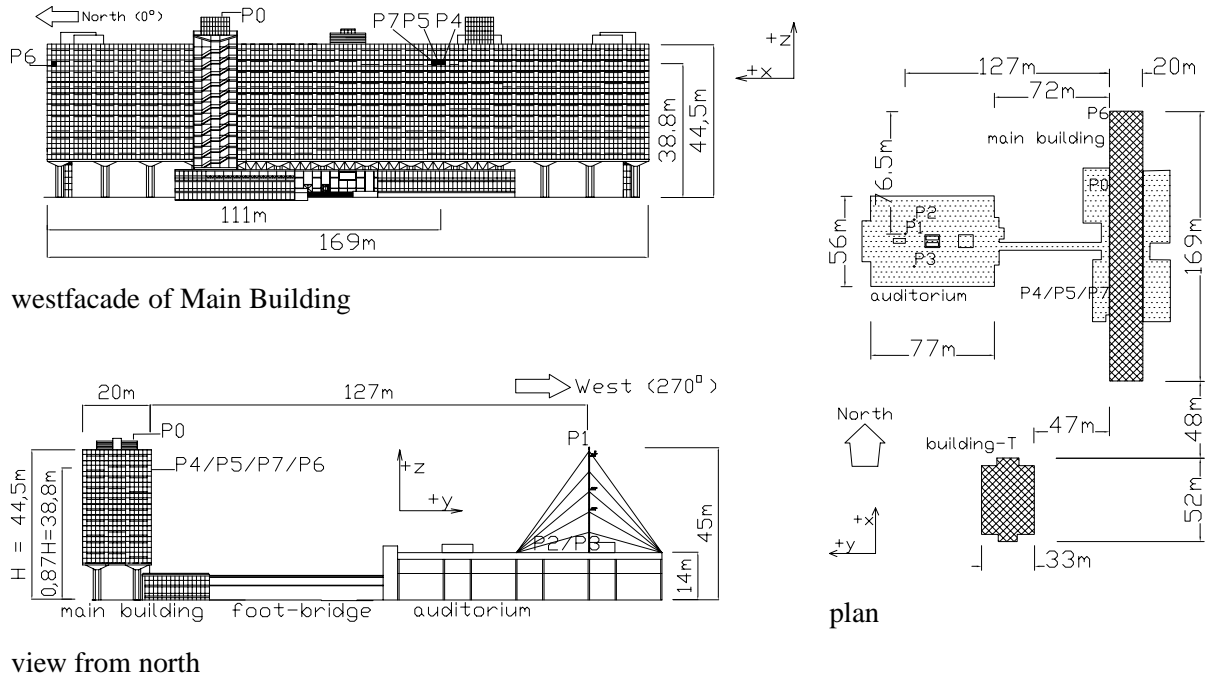 North (0°)
P0
P7P5P4
P6
+z
+x
38.8m
44,5m
111m
169m
westfacade of Main Building
20m
127m
West (270°)
P0
P1
P4/P5/P7/P6
+z
+y
H = 44,5m
0,87H=38,8m
P2/P3
14m
45m
main building foot-bridge auditorium
view from north
127m
20m
72m
P6
main building
76.5m
P0
P2
P1
P3
56m
169m
auditorium
P4/P5/P7
77m
North
47m
48m
building-T
52m
+x
+y
33m
plan